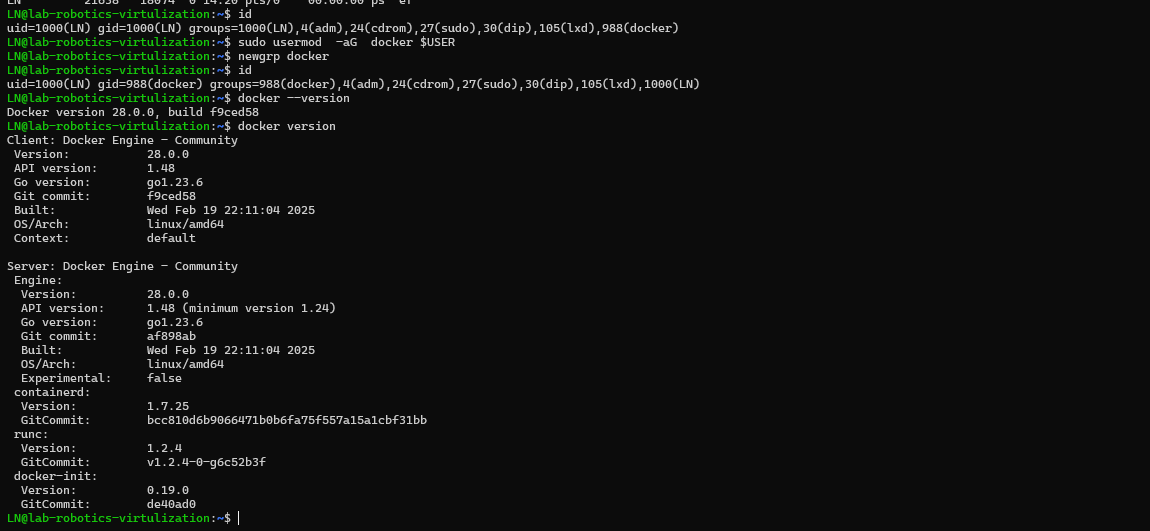 LN 21638 18074 0 14:20 pts/0 00:00:00 ps -ef
LN@lab-robotics-virtulization:~$ id
uid=1000(LN) gid=1000(LN) groups=1000(LN),4(adm),24(cdrom),27(sudo),30(dip),105(lxd),988(docker)
LN@lab-robotics-virtulization:~$ sudo usermod  -aG  docker $USER
LN@lab-robotics-virtulization:~$ newgrp docker
LN@lab-robotics-virtulization:~$ id
uid=1000(LN) gid=988(docker) groups=988(docker),4(adm),24(cdrom),27(sudo),30(dip),105(lxd),1000(LN)
LN@lab-robotics-virtulization:~$ docker --version
Docker version 28.0.0, build f9ced58
LN@lab-robotics-virtulization:~$ docker version
Client: Docker Engine - Community
 Version:           28.0.0
 API version:       1.48
 Go version:        go1.23.6
 Git commit:        f9ced58
 Built:             Wed Feb 19 22:11:04 2025
 OS/Arch:           linux/amd64
 Context:           default
Server: Docker Engine - Community
 Engine:
  Version:          28.0.0
  API version:      1.48 (minimum version 1.24)
  Go version:       go1.23.6
  Git commit:       af898ab
  Built:            Wed Feb 19 22:11:04 2025
  OS/Arch:          linux/amd64
  Experimental:     false
 containerd:
  Version:          1.7.25
  GitCommit:        bcc810d6b9066471b0b6fa75f557a15a1cbf31bb
 runc:
  Version:          1.2.4
  GitCommit:        v1.2.4-0-g6c52b3f
 docker-init:
  Version:          0.19.0
  GitCommit:        de40ad0
LN@lab-robotics-virtulization:~$